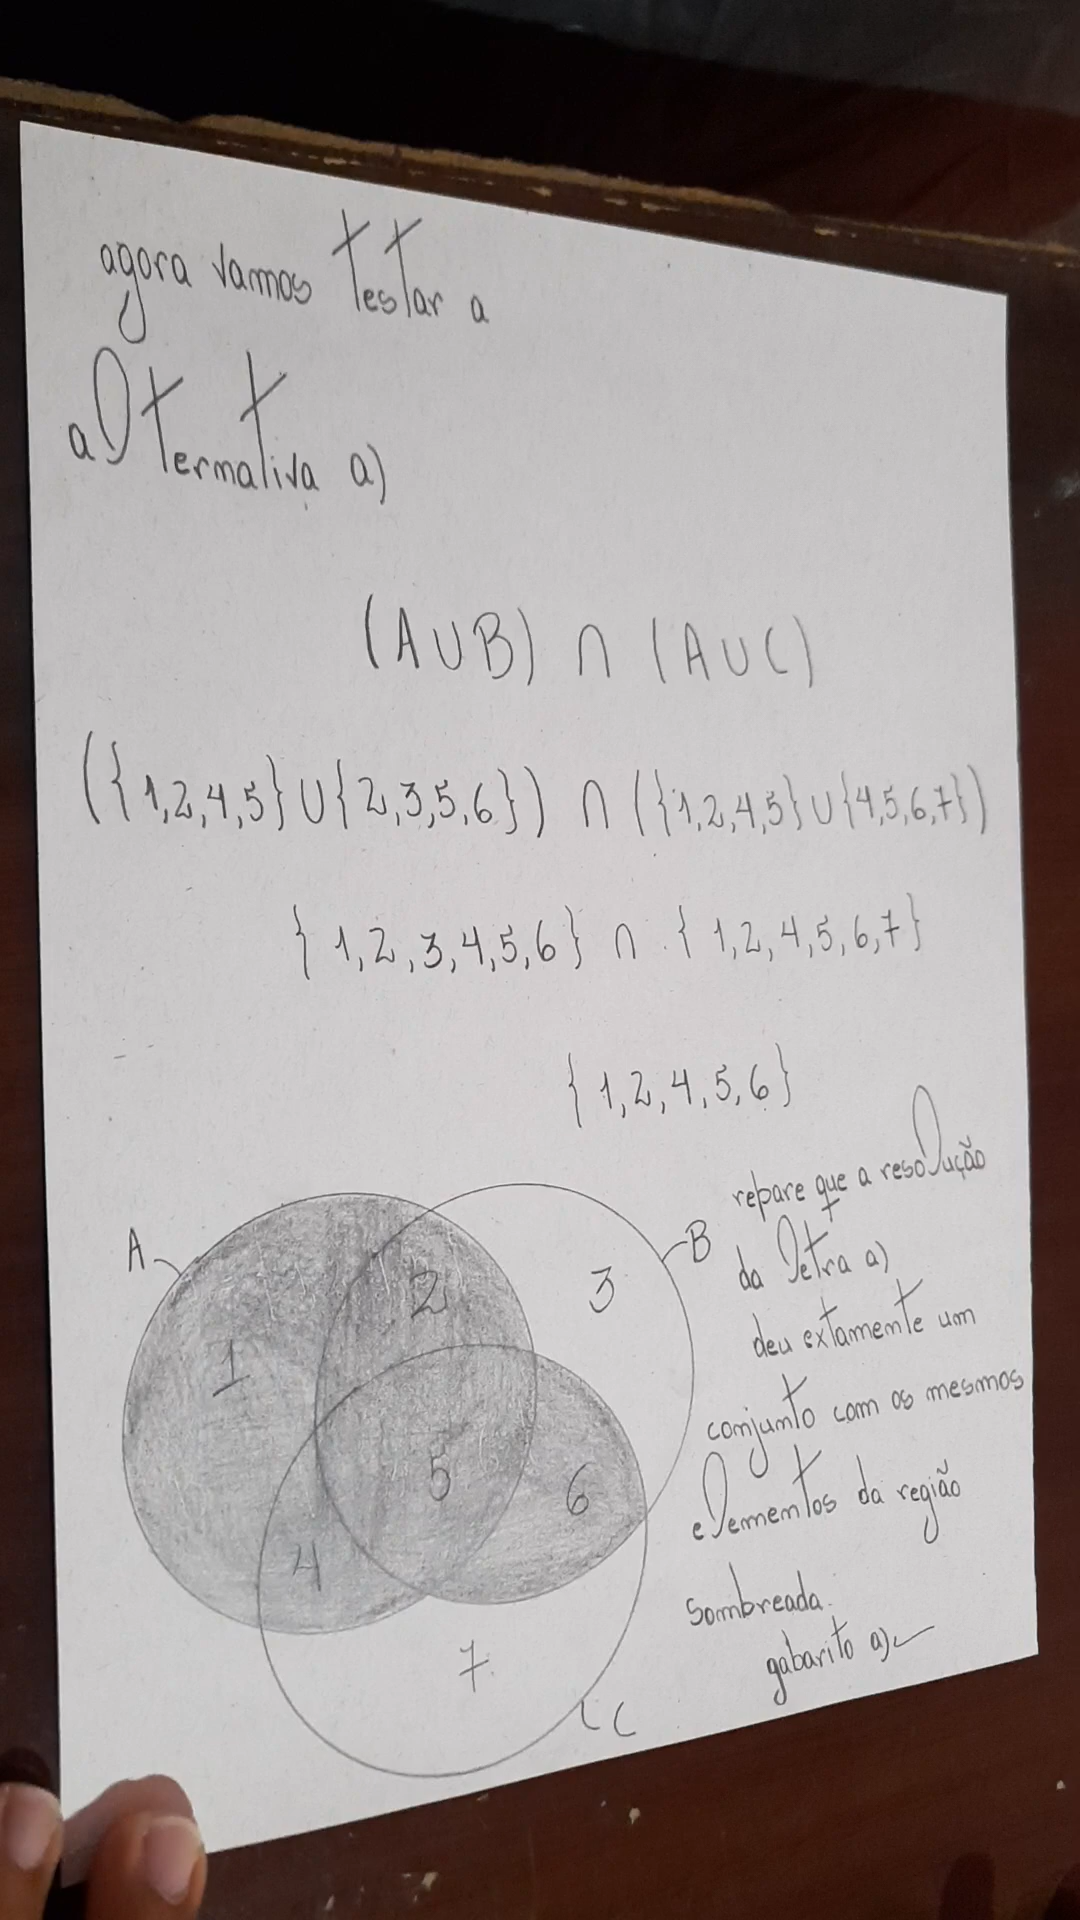 agora vamos testar a
alternativa a)
(A∪B) ∩ (A∪C)
({1,2,4,5}∪{2,3,5,6}) ∩ ({1,2,4,5}∪{4,5,6,7})
{1,2,3,4,5,6} ∩ {1,2,4,5,6,7}
{1,2,4,5,6}
repare que a resolução
da letra a)
deu extamente um
conjunto com os mesmos
elementos da região
sombreada.
gabarito a)✓
A
B
2
3
1
5
6
4
7
C